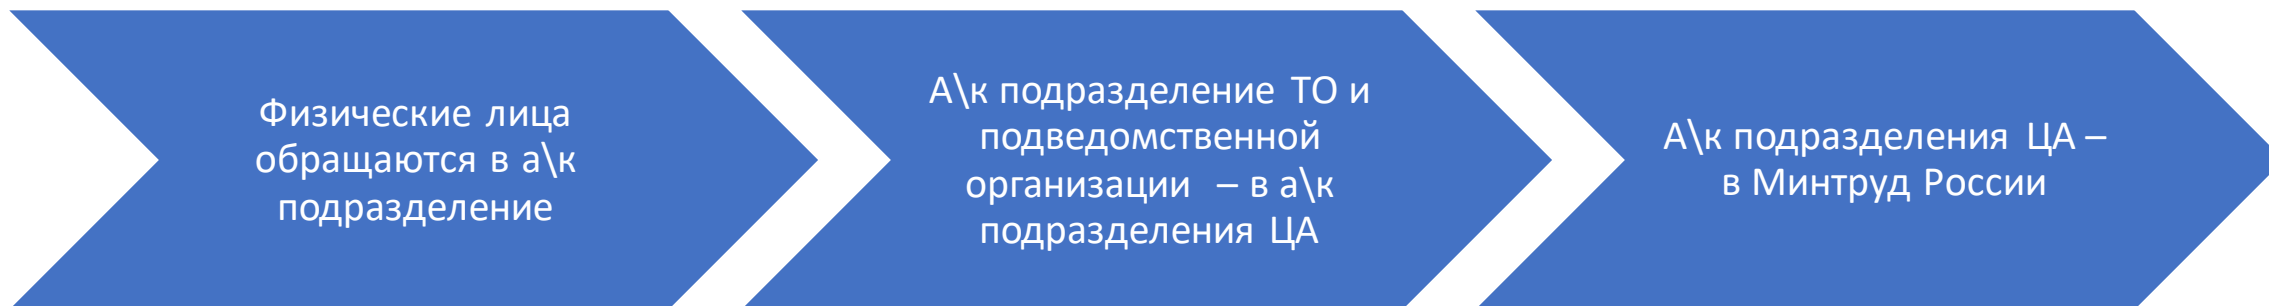 Физические лица
обращаются в а\к
подразделение
А\к подразделение ТО и
подведомственной
организации – в а\к
подразделения ЦА
А\к подразделения ЦА –
в Минтруд России